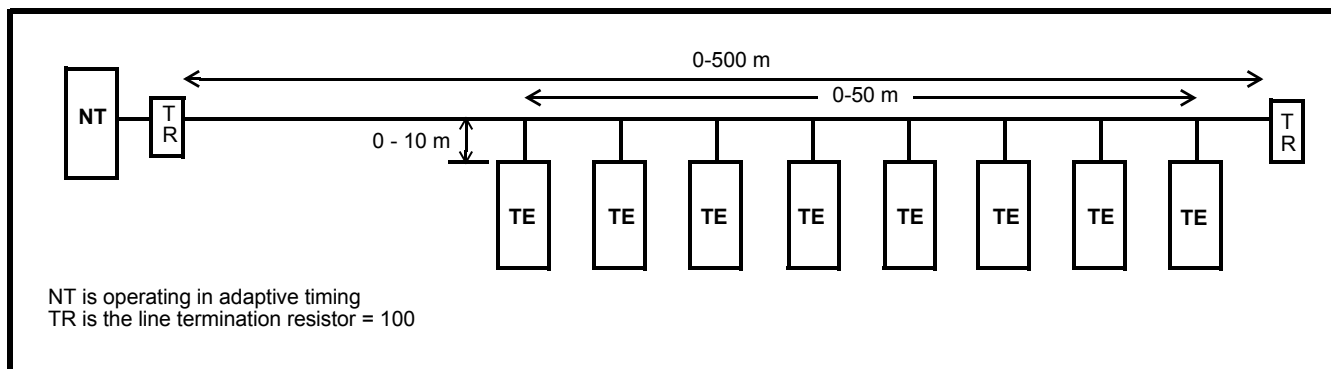 0-500 m
NT
T
R
0-50 m
T
R
0 - 10 m
TE
TE
TE
TE
TE
TE
TE
TE
NT is operating in adaptive timing
TR is the line termination resistor = 100